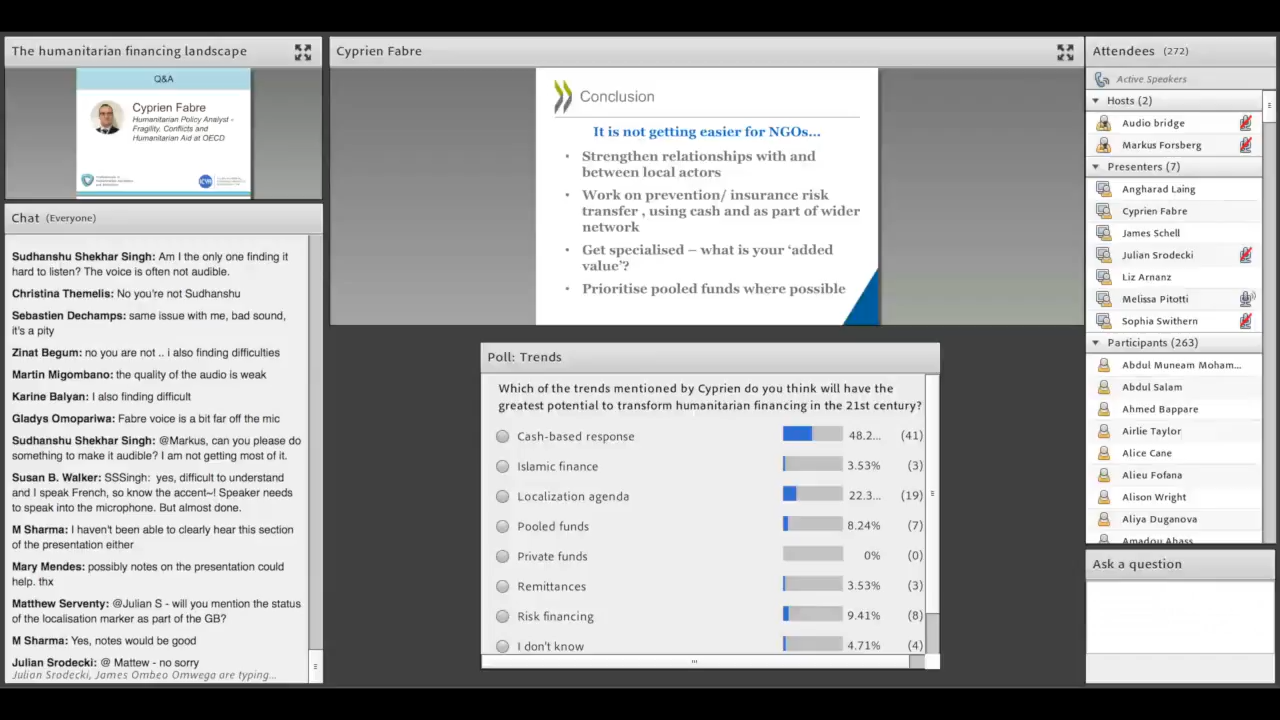 The humanitarian financing landscape
Q&A
Cyprien Fabre
Humanitarian Policy Analyst -
Fragility, Conflicts and
Humanitarian Aid at OECD
Chat (Everyone)
Sudhanshu Shekhar Singh: Am I the only one finding it
hard to listen? The voice is often not audible.
Christina Themelis: No you're not Sudhanshu
Sebastien Dechamps: same issue with me, bad sound,
it's a pity
Zinat Begum: no you are not .. i also finding difficulties
Martin Migombano: the quality of the audio is weak
Karine Balyan: I also finding difficult
Gladys Omopariwa: Fabre voice is a bit far off the mic
Sudhanshu Shekhar Singh: @Markus, can you please do
something to make it audible? I am not getting most of it.
Susan B. Walker: SSSingh: yes, difficult to understand
and I speak French, so know the accent~! Speaker needs
to speak into the microphone. But almost done.
M Sharma: I haven't been able to clearly hear this section
of the presentation either
Mary Mendes: possibly notes on the presentation could
help. thx
Matthew Serventy: @Julian S - will you mention the status
of the localisation marker as part of the GB?
M Sharma: Yes, notes would be good
Julian Srodecki: @ Mattew - no sorry
Julian Srodecki, James Ombeo Omwega are typing...
Cyprien Fabre
Conclusion
It is not getting easier for NGOs...
• Strengthen relationships with and
between local actors
• Work on prevention/ insurance risk
transfer , using cash and as part of wider
network
• Get specialised – what is your ‘added
value’?
• Prioritise pooled funds where possible
Poll: Trends
Which of the trends mentioned by Cyprien do you think will have the
greatest potential to transform humanitarian financing in the 21st century?
Cash-based response 48.2... (41)
Islamic finance 3.53% (3)
Localization agenda 22.3... (19)
Pooled funds 8.24% (7)
Private funds 0% (0)
Remittances 3.53% (3)
Risk financing 9.41% (8)
I don't know 4.71% (4)
Attendees (272)
Active Speakers
Hosts (2)
Audio bridge
Markus Forsberg
Presenters (7)
Angharad Laing
Cyprien Fabre
James Schell
Julian Srodecki
Liz Arnanz
Melissa Pitotti
Sophia Swithern
Participants (263)
Abdul Muneam Moham...
Abdul Salam
Ahmed Bappare
Airlie Taylor
Alice Cane
Alieu Fofana
Alison Wright
Aliya Duganova
Amadou Abass
Ask a question